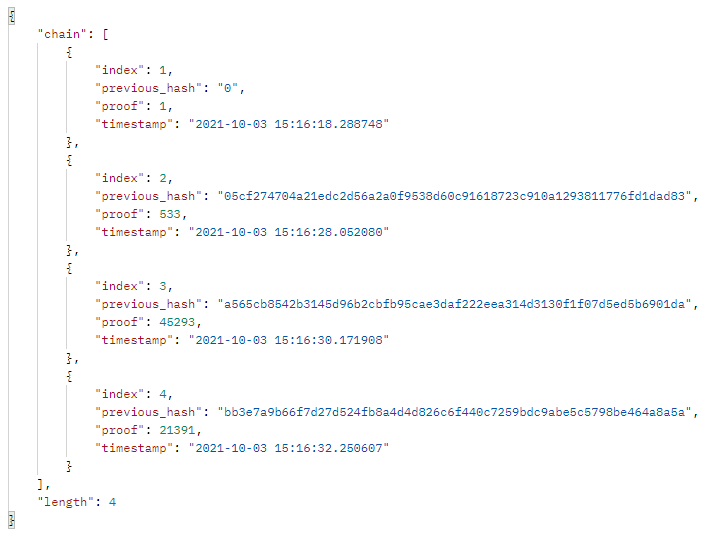 {
"chain": [
{
"index": 1,
"previous_hash": "0",
"proof": 1,
"timestamp": "2021-10-03 15:16:18.288748"
},
{
"index": 2,
"previous_hash": "05cf274704a21edc2d56a2a0f9538d60c91618723c910a1293811776fd1dad83",
"proof": 533,
"timestamp": "2021-10-03 15:16:28.052080"
},
{
"index": 3,
"previous_hash": "a565cb8542b3145d96b2cbfb95cae3daf222eea314d3130f1f07d5ed5b6901da",
"proof": 45293,
"timestamp": "2021-10-03 15:16:30.171908"
},
{
"index": 4,
"previous_hash": "bb3e7a9b66f7d27d524fb8a4d4d826c6f440c7259bdc9abe5c5798be464a8a5a",
"proof": 21391,
"timestamp": "2021-10-03 15:16:32.250607"
}
],
"length": 4
}